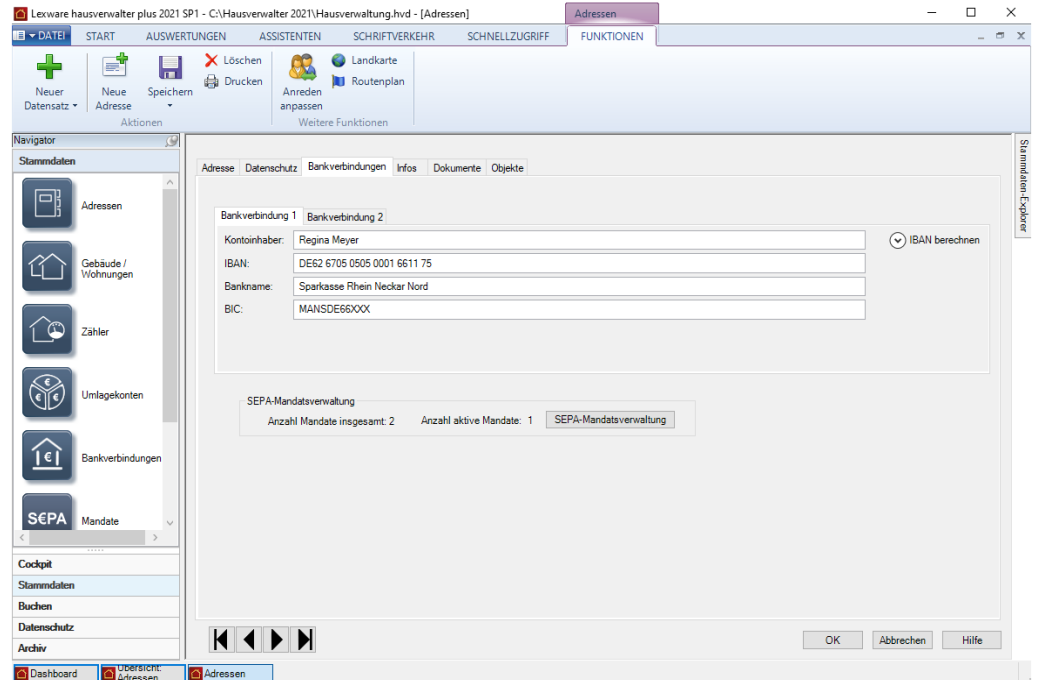 Lexware hausverwalter plus 2021 SP1 - C:\Hausverwalter 2021\Hausverwaltung.hvd - [Adressen]
Adressen
DATEI START AUSWERTUNGEN ASSISTENTEN SCHRIFTVERKEHR SCHNELLZUGRIFF FUNKTIONEN
Neuer Datensatz
Neue Adresse
Speichern
Löschen
Drucken
Aktionen
Anreden anpassen
Landkarte
Routenplan
Weitere Funktionen
Navigator
Stammdaten
Adressen
Gebäude /
Wohnungen
Zähler
Umlagekonten
Bankverbindungen
S€PA Mandate
Cockpit
Stammdaten
Buchen
Datenschutz
Archiv
Adresse Datenschutz Bankverbindungen Infos Dokumente Objekte
Bankverbindung 1 Bankverbindung 2
Kontoinhaber: Regina Meyer
IBAN berechnen
IBAN: DE62 6705 0505 0001 6611 75
Bankname: Sparkasse Rhein Neckar Nord
BIC: MANSDE66XXX
SEPA-Mandatsverwaltung
Anzahl Mandate insgesamt: 2 Anzahl aktive Mandate: 1 SEPA-Mandatsverwaltung
OK Abbrechen Hilfe
Stammdaten-Explorer
Dashboard
Übersicht:
Adressen
Adressen